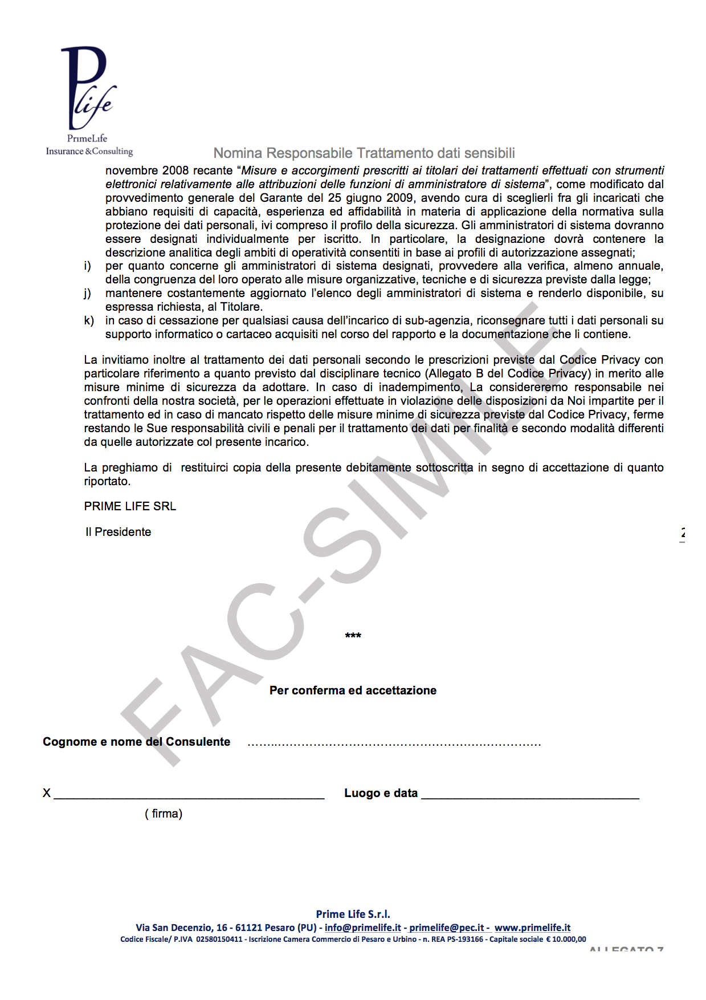 P
life
PrimeLife
Insurance &Consulting
Nomina Responsabile Trattamento dati sensibili
novembre 2008 recante “Misure e accorgimenti prescritti ai titolari dei trattamenti effettuati con strumenti
elettronici relativamente alle attribuzioni delle funzioni di amministratore di sistema”, come modificato dal
provvedimento generale del Garante del 25 giugno 2009, avendo cura di sceglierli fra gli incaricati che
abbiano requisiti di capacità, esperienza ed affidabilità in materia di applicazione della normativa sulla
protezione dei dati personali, ivi compreso il profilo della sicurezza. Gli amministratori di sistema dovranno
essere designati individualmente per iscritto. In particolare, la designazione dovrà contenere la
descrizione analitica degli ambiti di operatività consentiti in base ai profili di autorizzazione assegnati;
i) per quanto concerne gli amministratori di sistema designati, provvedere alla verifica, almeno annuale,
della congruenza del loro operato alle misure organizzative, tecniche e di sicurezza previste dalla legge;
j) mantenere costantemente aggiornato l’elenco degli amministratori di sistema e renderlo disponibile, su
espressa richiesta, al Titolare.
k) in caso di cessazione per qualsiasi causa dell’incarico di sub-agenzia, riconsegnare tutti i dati personali su
supporto informatico o cartaceo acquisiti nel corso del rapporto e la documentazione che li contiene.
La invitiamo inoltre al trattamento dei dati personali secondo le prescrizioni previste dal Codice Privacy con
particolare riferimento a quanto previsto dal disciplinare tecnico (Allegato B del Codice Privacy) in merito alle
misure minime di sicurezza da adottare. In caso di inadempimento, La considereremo responsabile nei
confronti della nostra società, per le operazioni effettuate in violazione delle disposizioni da Noi impartite per il
trattamento ed in caso di mancato rispetto delle misure minime di sicurezza previste dal Codice Privacy, ferme
restando le Sue responsabilità civili e penali per il trattamento dei dati per finalità e secondo modalità differenti
da quelle autorizzate col presente incarico.
La preghiamo di restituirci copia della presente debitamente sottoscritta in segno di accettazione di quanto
riportato.
PRIME LIFE SRL
Il Presidente
2
FAC-SIMILE
***
Per conferma ed accettazione
Cognome e nome del Consulente ……..……………………………………………..……………
X ________________________________________ Luogo e data ________________________________
( firma)
Prime Life S.r.l.
Via San Decenzio, 16 - 61121 Pesaro (PU) - info@primelife.it - primelife@pec.it - www.primelife.it
Codice Fiscale/ P.IVA 02580150411 - Iscrizione Camera Commercio di Pesaro e Urbino - n. REA PS-193166 - Capitale sociale € 10.000,00
ALLEGATO 7